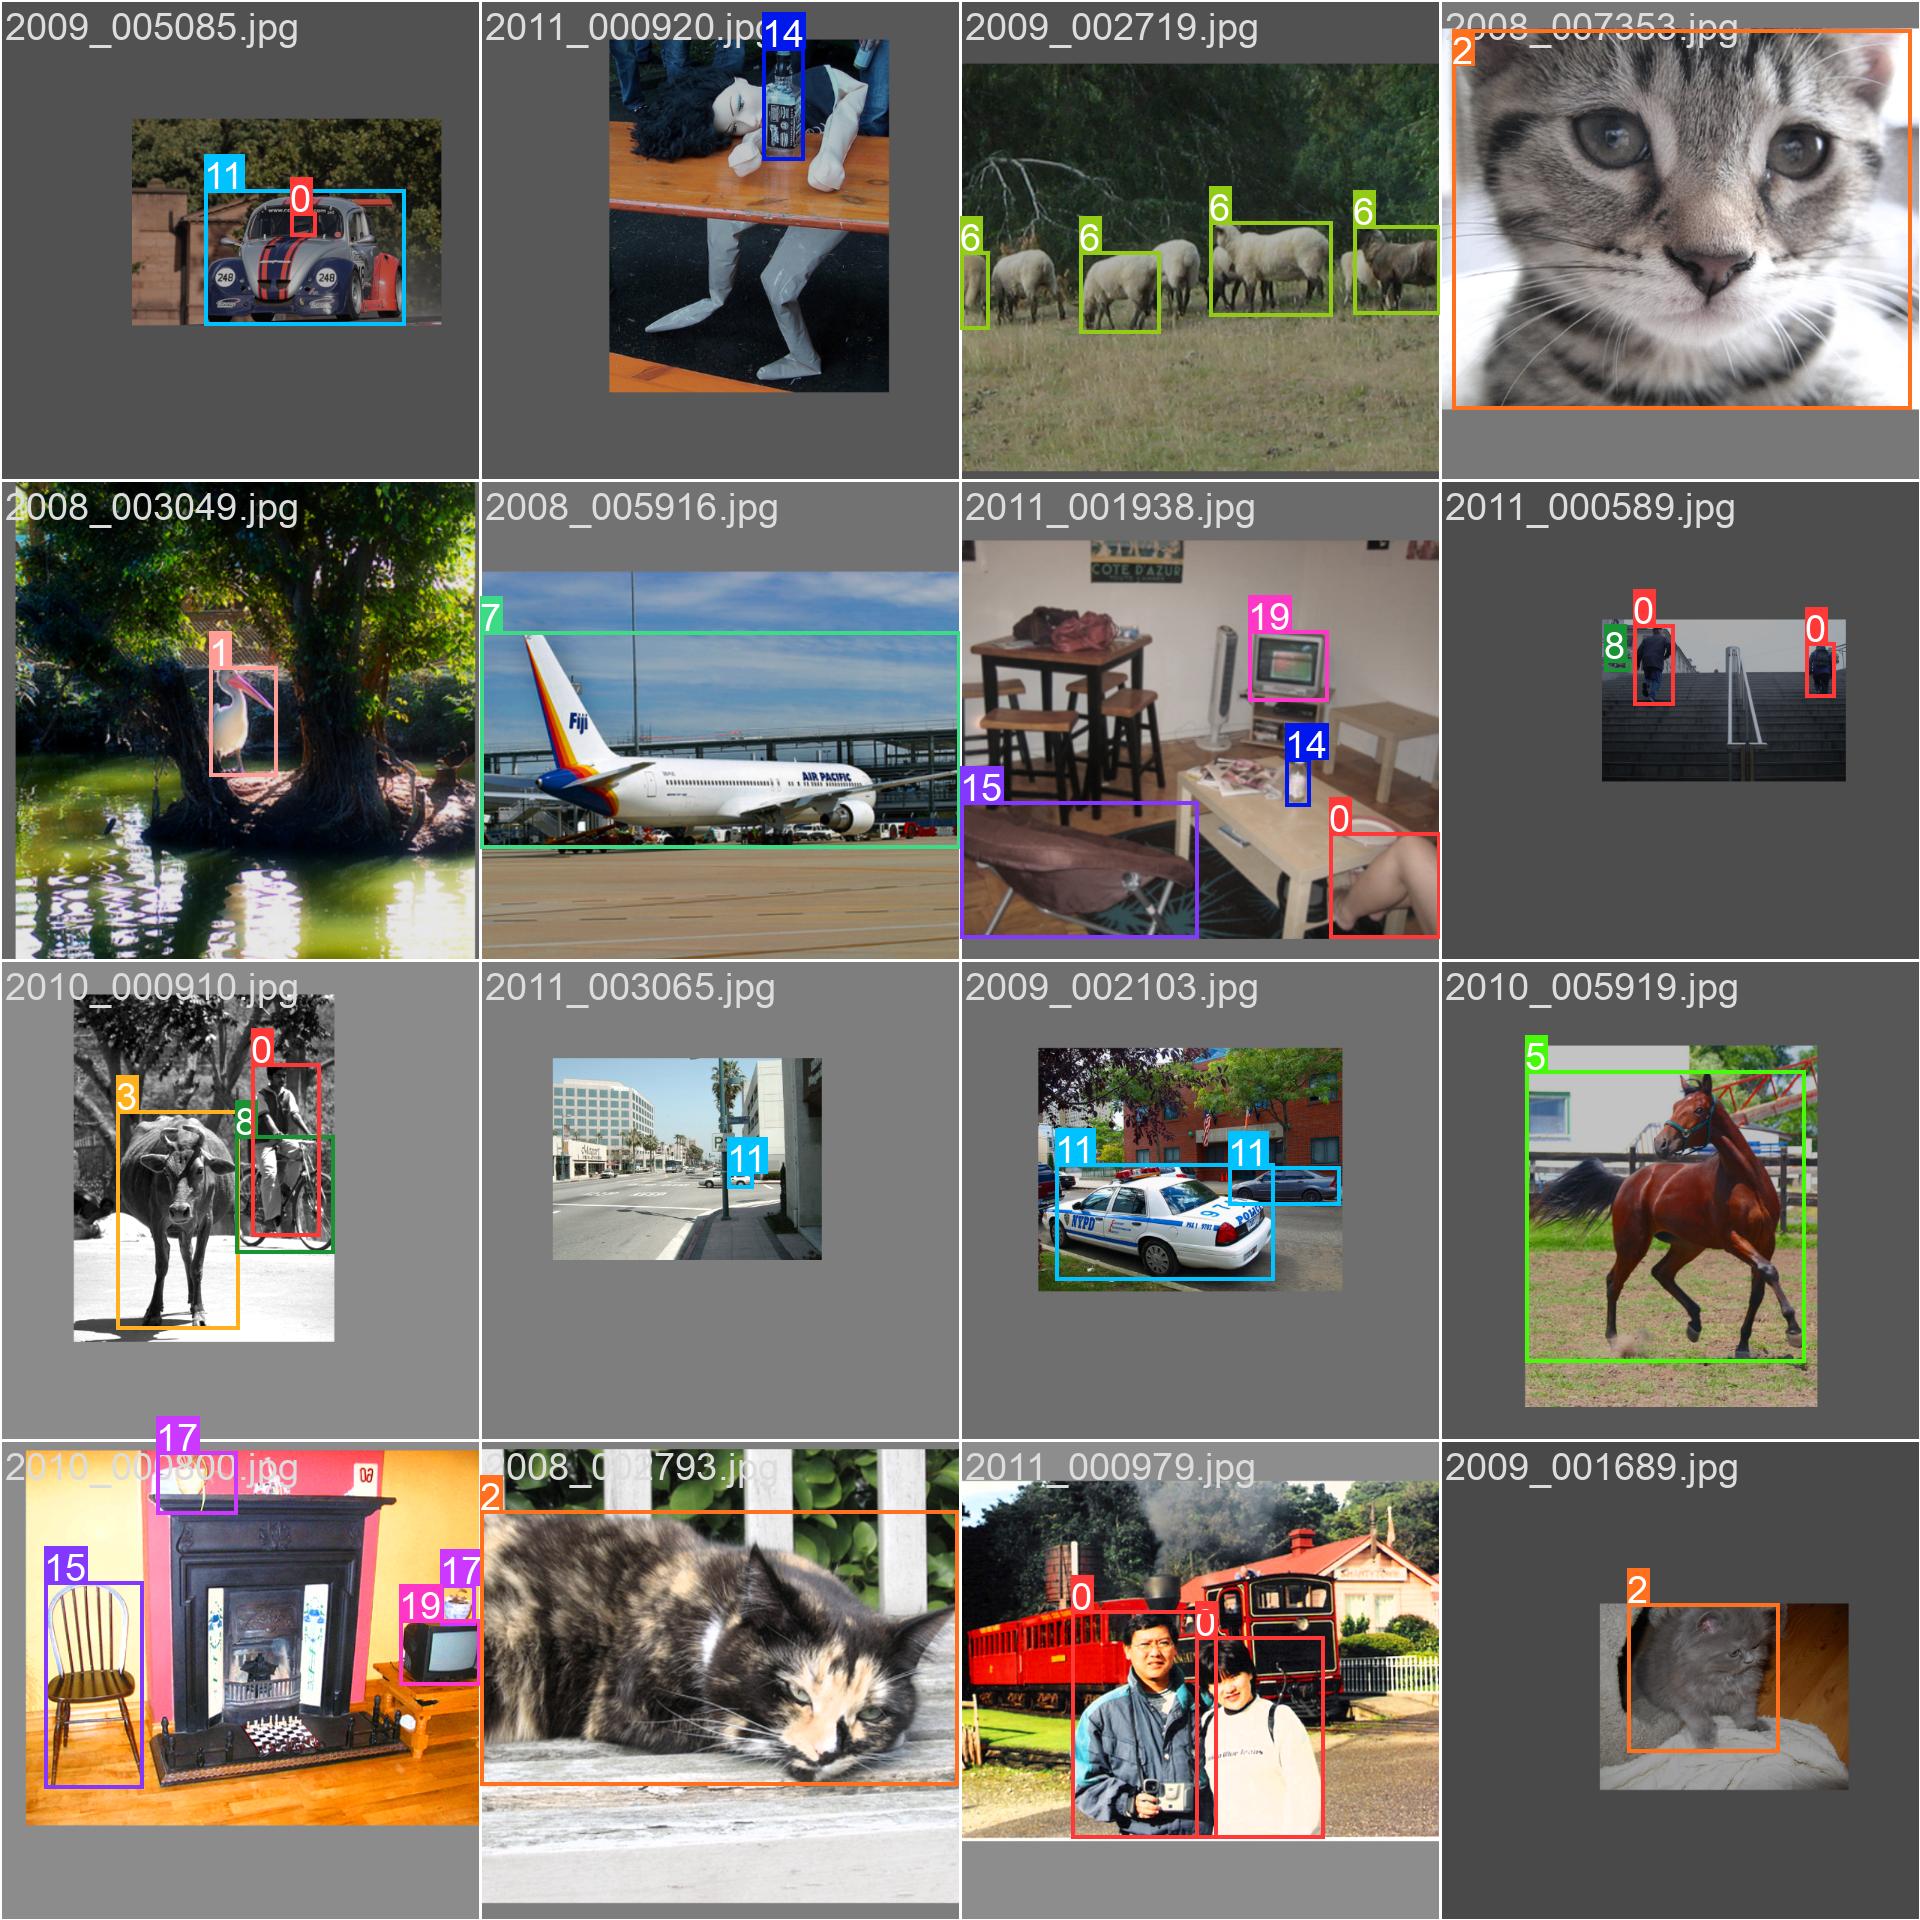 2009_005085.jpg
11
0
248
248
2011_000920.jpg
14
2009_002719.jpg
6
6
6
6
2008_007353.jpg
2
2008_003049.jpg
1
2008_005916.jpg
7
Fiji
AIR PACIFIC
2011_001938.jpg
COTE D'AZUR
19
14
15
0
2011_000589.jpg
0
0
8
2010_000910.jpg
0
3
8
2011_003065.jpg
P
11
KEEP
2009_002103.jpg
11
11
NYPD
2010_005919.jpg
5
17
15
17
19
2008_002793.jpg
2
2011_000979.jpg
0
0
2009_001689.jpg
2